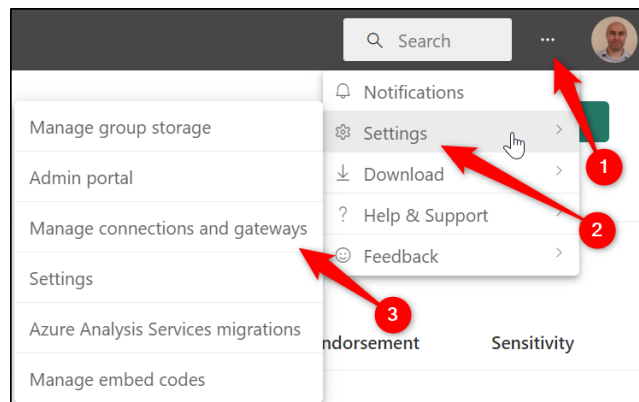 Search
...
Notifications
Settings
1
Download
Help & Support
2
Feedback
Manage group storage
Admin portal
Manage connections and gateways
Settings
3
Azure Analysis Services migrations
Manage embed codes
ndorsement
Sensitivity